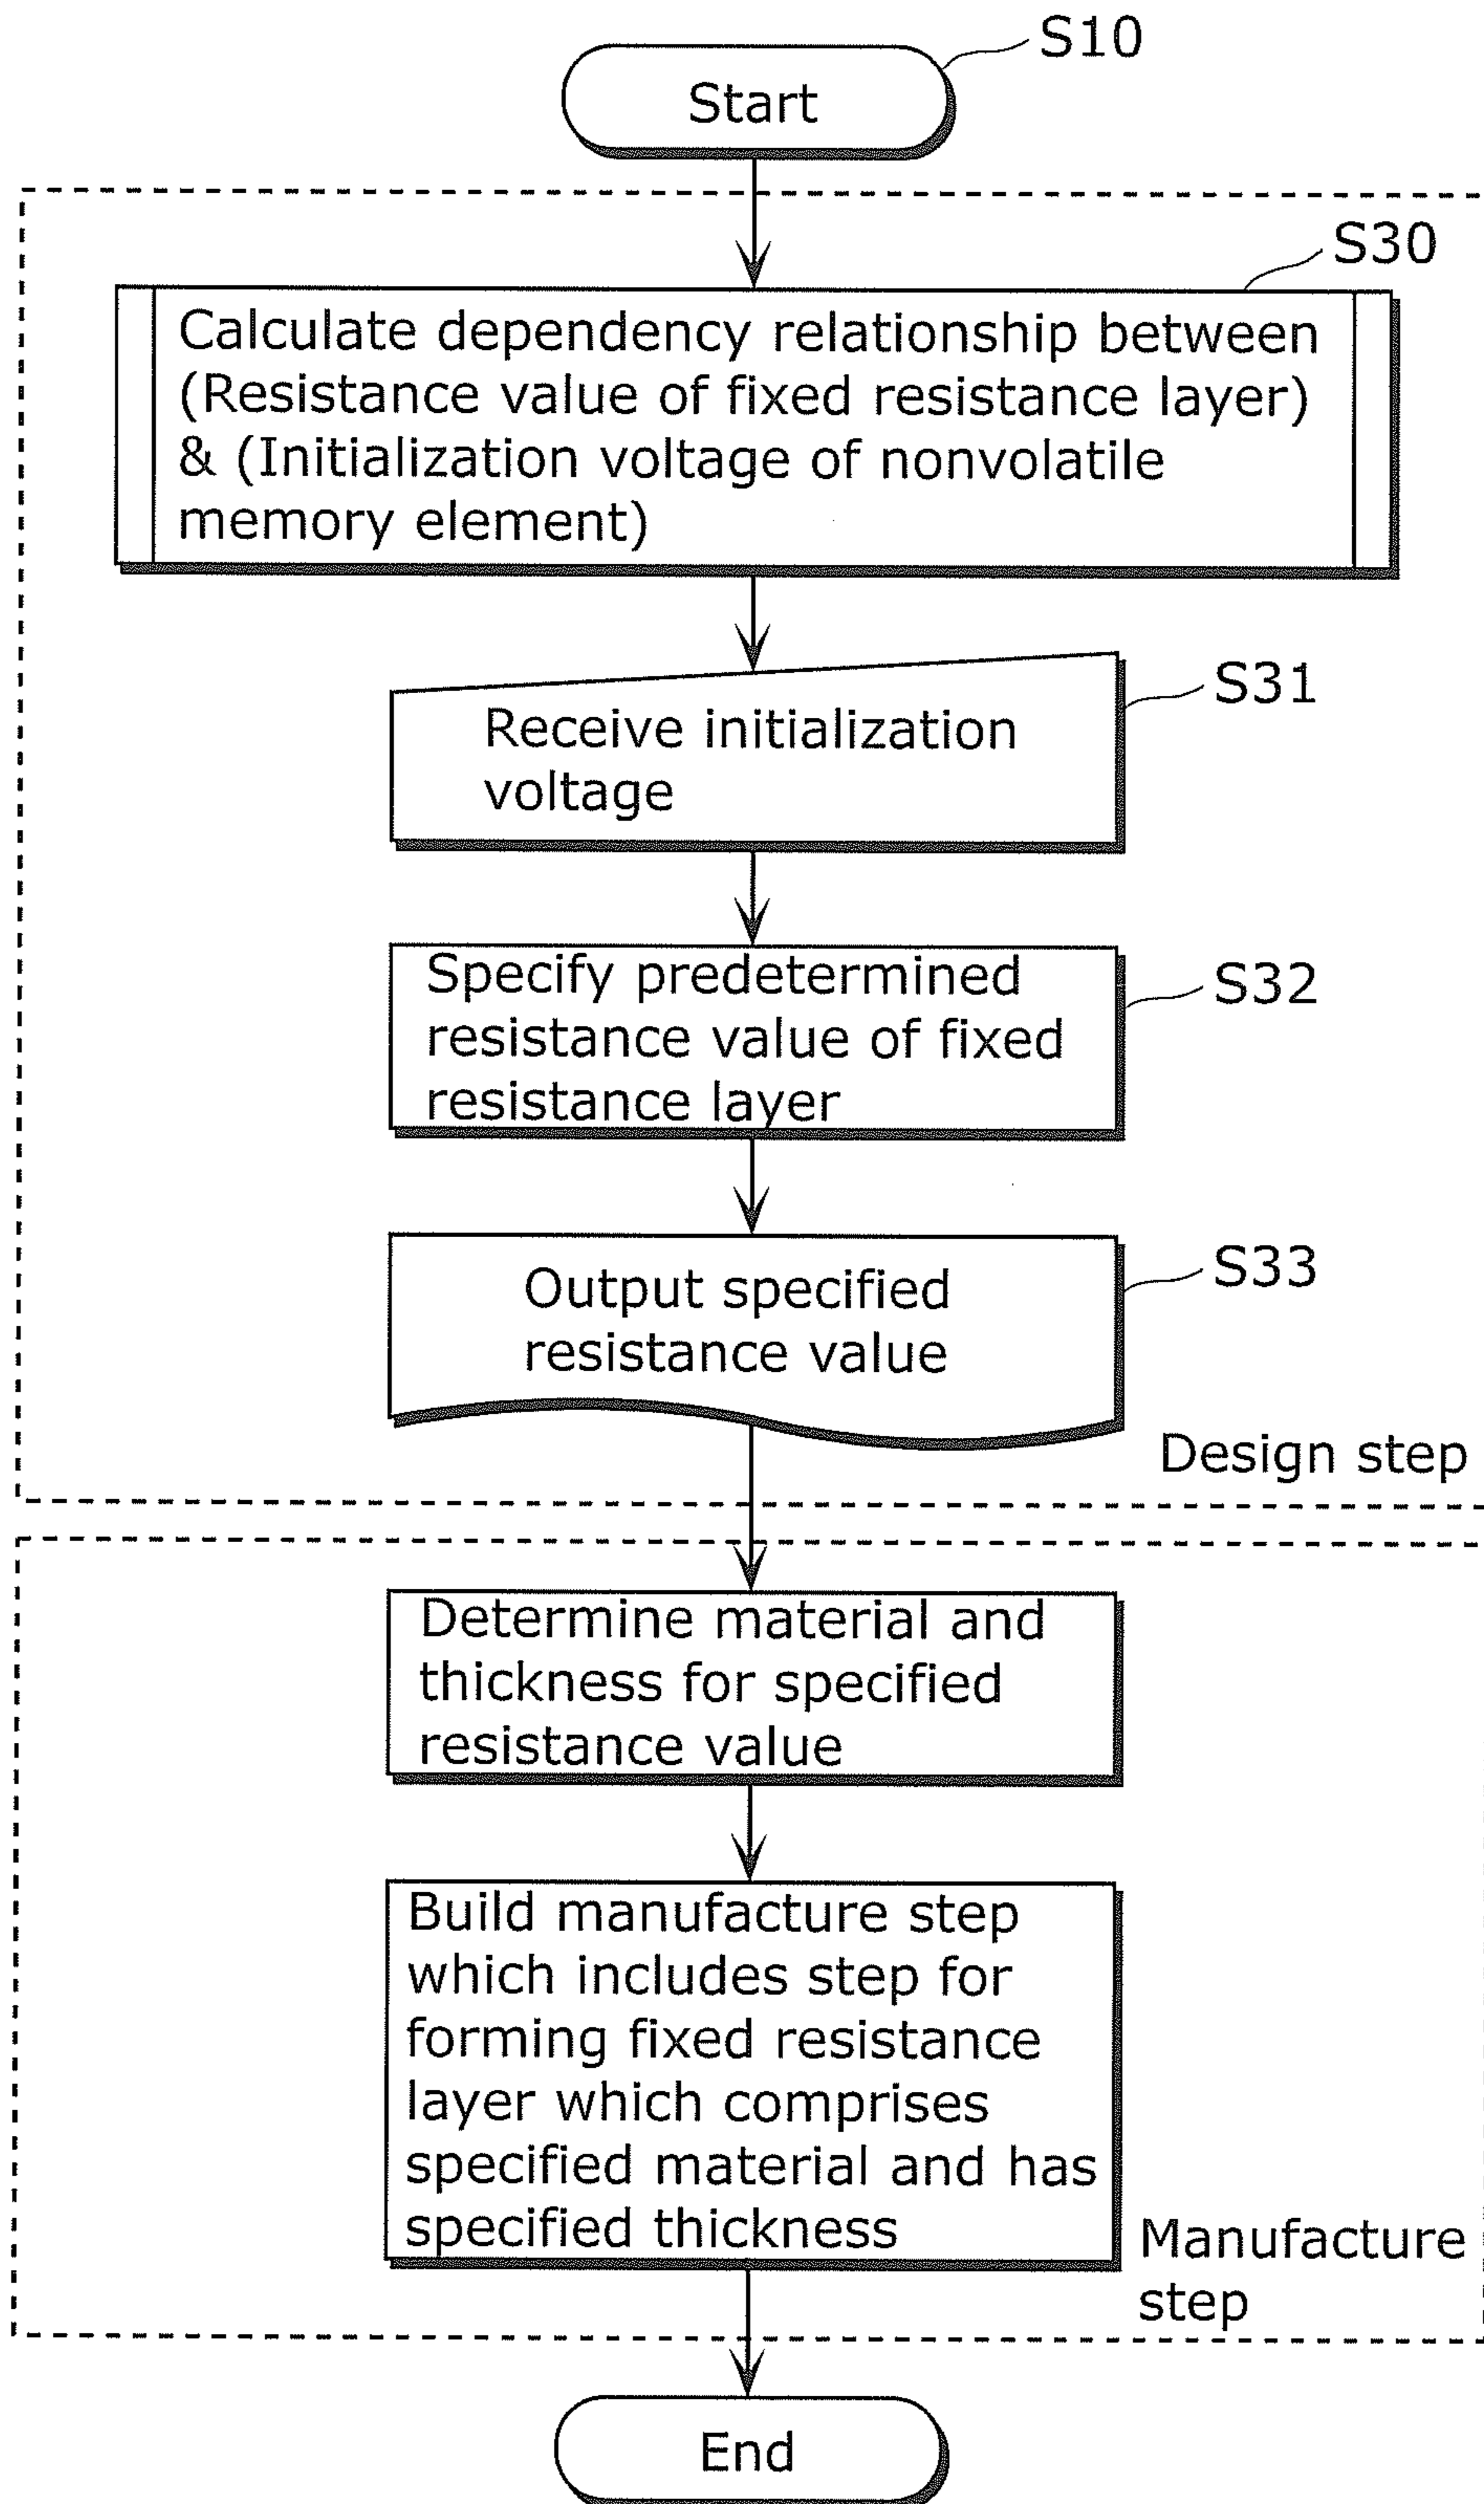 S10
Start
S30
Calculate dependency relationship between
(Resistance value of fixed resistance layer)
& (Initialization voltage of nonvolatile
memory element)
S31
Receive initialization
voltage
S32
Specify predetermined
resistance value of fixed
resistance layer
S33
Output specified
resistance value
Design step
Determine material and
thickness for specified
resistance value
Build manufacture step
which includes step for
forming fixed resistance
layer which comprises
specified material and has
specified thickness
Manufacture
step
End